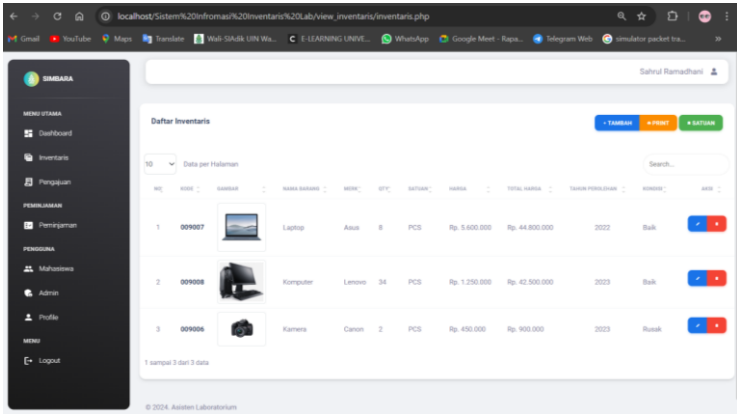 localhost/Sistem%20Infromasi%20Inventaris%20Lab/view_inventaris/inventaris.php
Gmail YouTube Maps Translate Wali-SIAdik UIN Wa... E-LEARNING UNIVE... WhatsApp Google Meet - Rapa... Telegram Web simulator packet tra...
SIMBARA
Sahrul Ramadhani
MENU UTAMA
Dashboard
Inventaris
Pengajuan
PEMINJAMAN
Peminjaman
PENGGUNA
Mahasiswa
Admin
Profile
MENU
Logout
Daftar Inventaris
+ TAMBAH PRINT SATUAN
10 Data per Halaman
Search...
NO KODE GAMBAR NAMA BARANG MERK QTY SATUAN HARGA TOTAL HARGA TAHUN PEROLEHAN KONDISI AKSI
1 009007 Laptop Asus 8 PCS Rp. 5.600.000 Rp. 44.800.000 2022 Baik
2 009008 Komputer Lenovo 34 PCS Rp. 1.250.000 Rp. 42,500.000 2023 Baik
3 009006 Kamera Canon 2 PCS Rp. 450.000 Rp. 900.000 2023 Rusak
1 sampai 3 dari 3 data
© 2024 Asisten Laboratorium